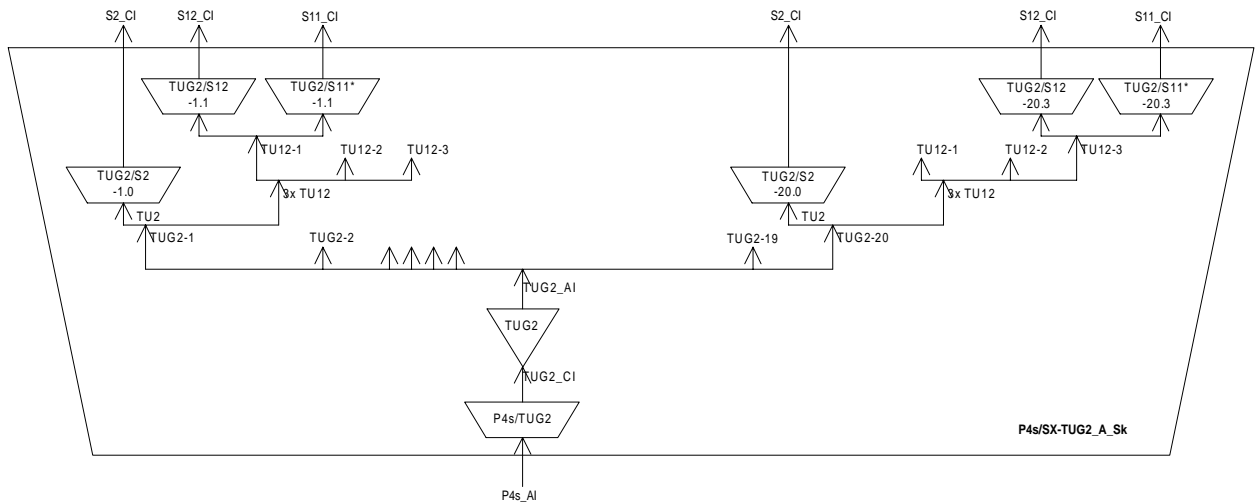 S2_CI S12_CI S11_CI S2_CI S12_CI S11_CI
TUG2/S12
-1.1
TUG2/S11*
-1.1
TUG2/S12
-20.3
TUG2/S11*
-20.3
TU12-1 TU12-2 TU12-3 TU12-1 TU12-2 TU12-3
TUG2/S2
-1.0
TUG2/S2
-20.0
3x TU12 3x TU12
TU2 TU2
TUG2-1 TUG2-2 TUG2-19 TUG2-20
TUG2_AI
TUG2
TUG2_CI
P4s/TUG2
P4s/SX-TUG2_A_Sk
P4s_AI